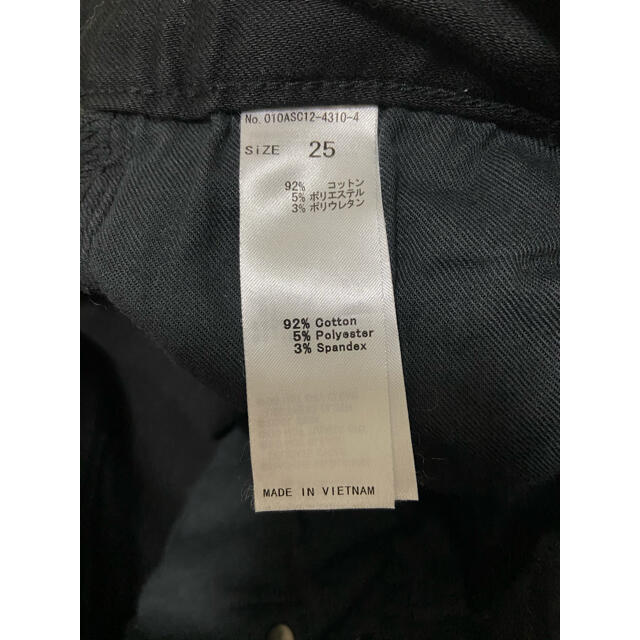 No. 010ASC12-4310-4
SiZE 25
92% コットン
5% ポリエステル
3% ポリウレタン
92% Cotton
5% Polyester
3% Spandex
MADE IN VIETNAM